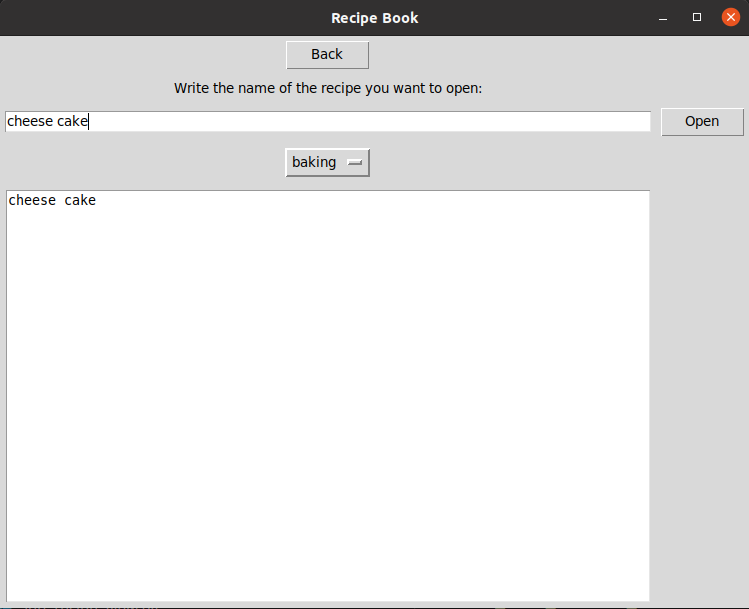 Recipe Book
Back
Write the name of the recipe you want to open:
cheese cake
Open
baking
cheese cake